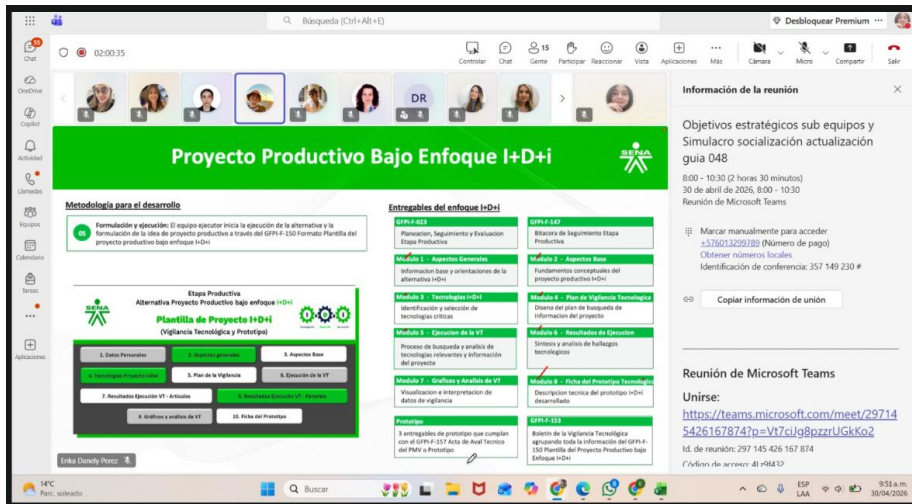 Búsqueda (Ctrl+Alt+E)
Desbloquear Premium
55
Chat
OneDrive
Copilot
Actividad
Llamadas
Equipos
Calendario
Tareas
Aplicaciones
02:00:35
Controlar
Chat
15
Gente
Participar
Reaccionar
Vista
Aplicaciones
Más
Cámara
Micro
Compartir
Salir
DR
Proyecto Productivo Bajo Enfoque I+D+i
SENA
Metodología para el desarrollo
05
Formulación y ejecución: El equipo ejecutor inicia la ejecución de la alternativa y la
formulación de la idea de proyecto productivo a través del GFPI-F-150 Formato Plantilla del
proyecto productivo bajo enfoque I+D+i
SENA
Etapa Productiva
Alternativa Proyecto Productivo bajo enfoque I+D+i
Plantilla de Proyecto I+D+i
(Vigilancia Tecnológica y Prototipo)
1. Datos Personales
2. Aspectos generales
3. Aspectos Base
5. Plan de la Vigilancia
6. Ejecución de la VT
7. Resultados Ejecución VT - Artículos
8. Resultados Ejecución VT - Patentes
9. Gráficos y análisis de VT
10. Ficha del Prototipo
Entregables del enfoque I+D+i
GFPI-F-023
Planeacion, Seguimiento y Evaluacion
Etapa Productiva
GFPI-F-147
Bitacora de Seguimiento Etapa
Productiva
Modulo 1 - Aspectos Generales
Informacion base y orientaciones de la
alternativa I+D+i
Modulo 2 - Aspectos Base
Fundamentos conceptuales del
proyecto productivo I+D+i
Modulo 3 - Tecnologias I+D+i
Identificación y selección de
tecnologias criticas
Modulo 4 - Plan de Vigilancia Tecnologica
Diseno del plan de busqueda de
informacion del proyecto
Modulo 5 - Ejecucion de la VT
Proceso de busqueda y analisis de
tecnologias relevantes y información
del proyecto
Modulo 6 - Resultados de Ejecucion
Sintesis y analisis de hallazgos
tecnologicos
Modulo 7 - Graficos y Analisis de VT
Visualizacion e interpretacion de
datos de vigilancia
Modulo 8 - Ficha del Prototipo Tecnologico
Descripcion tecnica del prototipo I+D+i
desarrollado
Prototipo
3 entregables de prototipo que cumplan
con el GFPI-F-157 Acta de Aval Tecnico
del PMV o Prototipo
GFPI-F-153
Boletin de la Vigilancia Tecnológica
agrupando toda la información del GFPI-F-
150 Plantilla del Proyecto Productivo bajo
Enfoque I+D+i
Erika Danely Perez
Información de la reunión
Objetivos estratégicos sub equipos y
Simulacro socialización actualización
guia 048
8:00 - 10:30 (2 horas 30 minutos)
30 de abril de 2026, 8:00 - 10:30
Reunión de Microsoft Teams
Marcar manualmente para acceder
+576013299789 (Número de pago)
Obtener números locales
Identificación de conferencia: 357 149 230 #
Copiar información de unión
Reunión de Microsoft Teams
Unirse:
https://teams.microsoft.com/meet/29714
5426167874?p=Vt7ciJg8pzzrUGkKo2
Id. de reunión: 297 145 426 167 874
Código de acceso: 4Lz9f432
14°C
Parc. soleado
Buscar
ESP
LAA
9:51 a.m.
30/04/2026